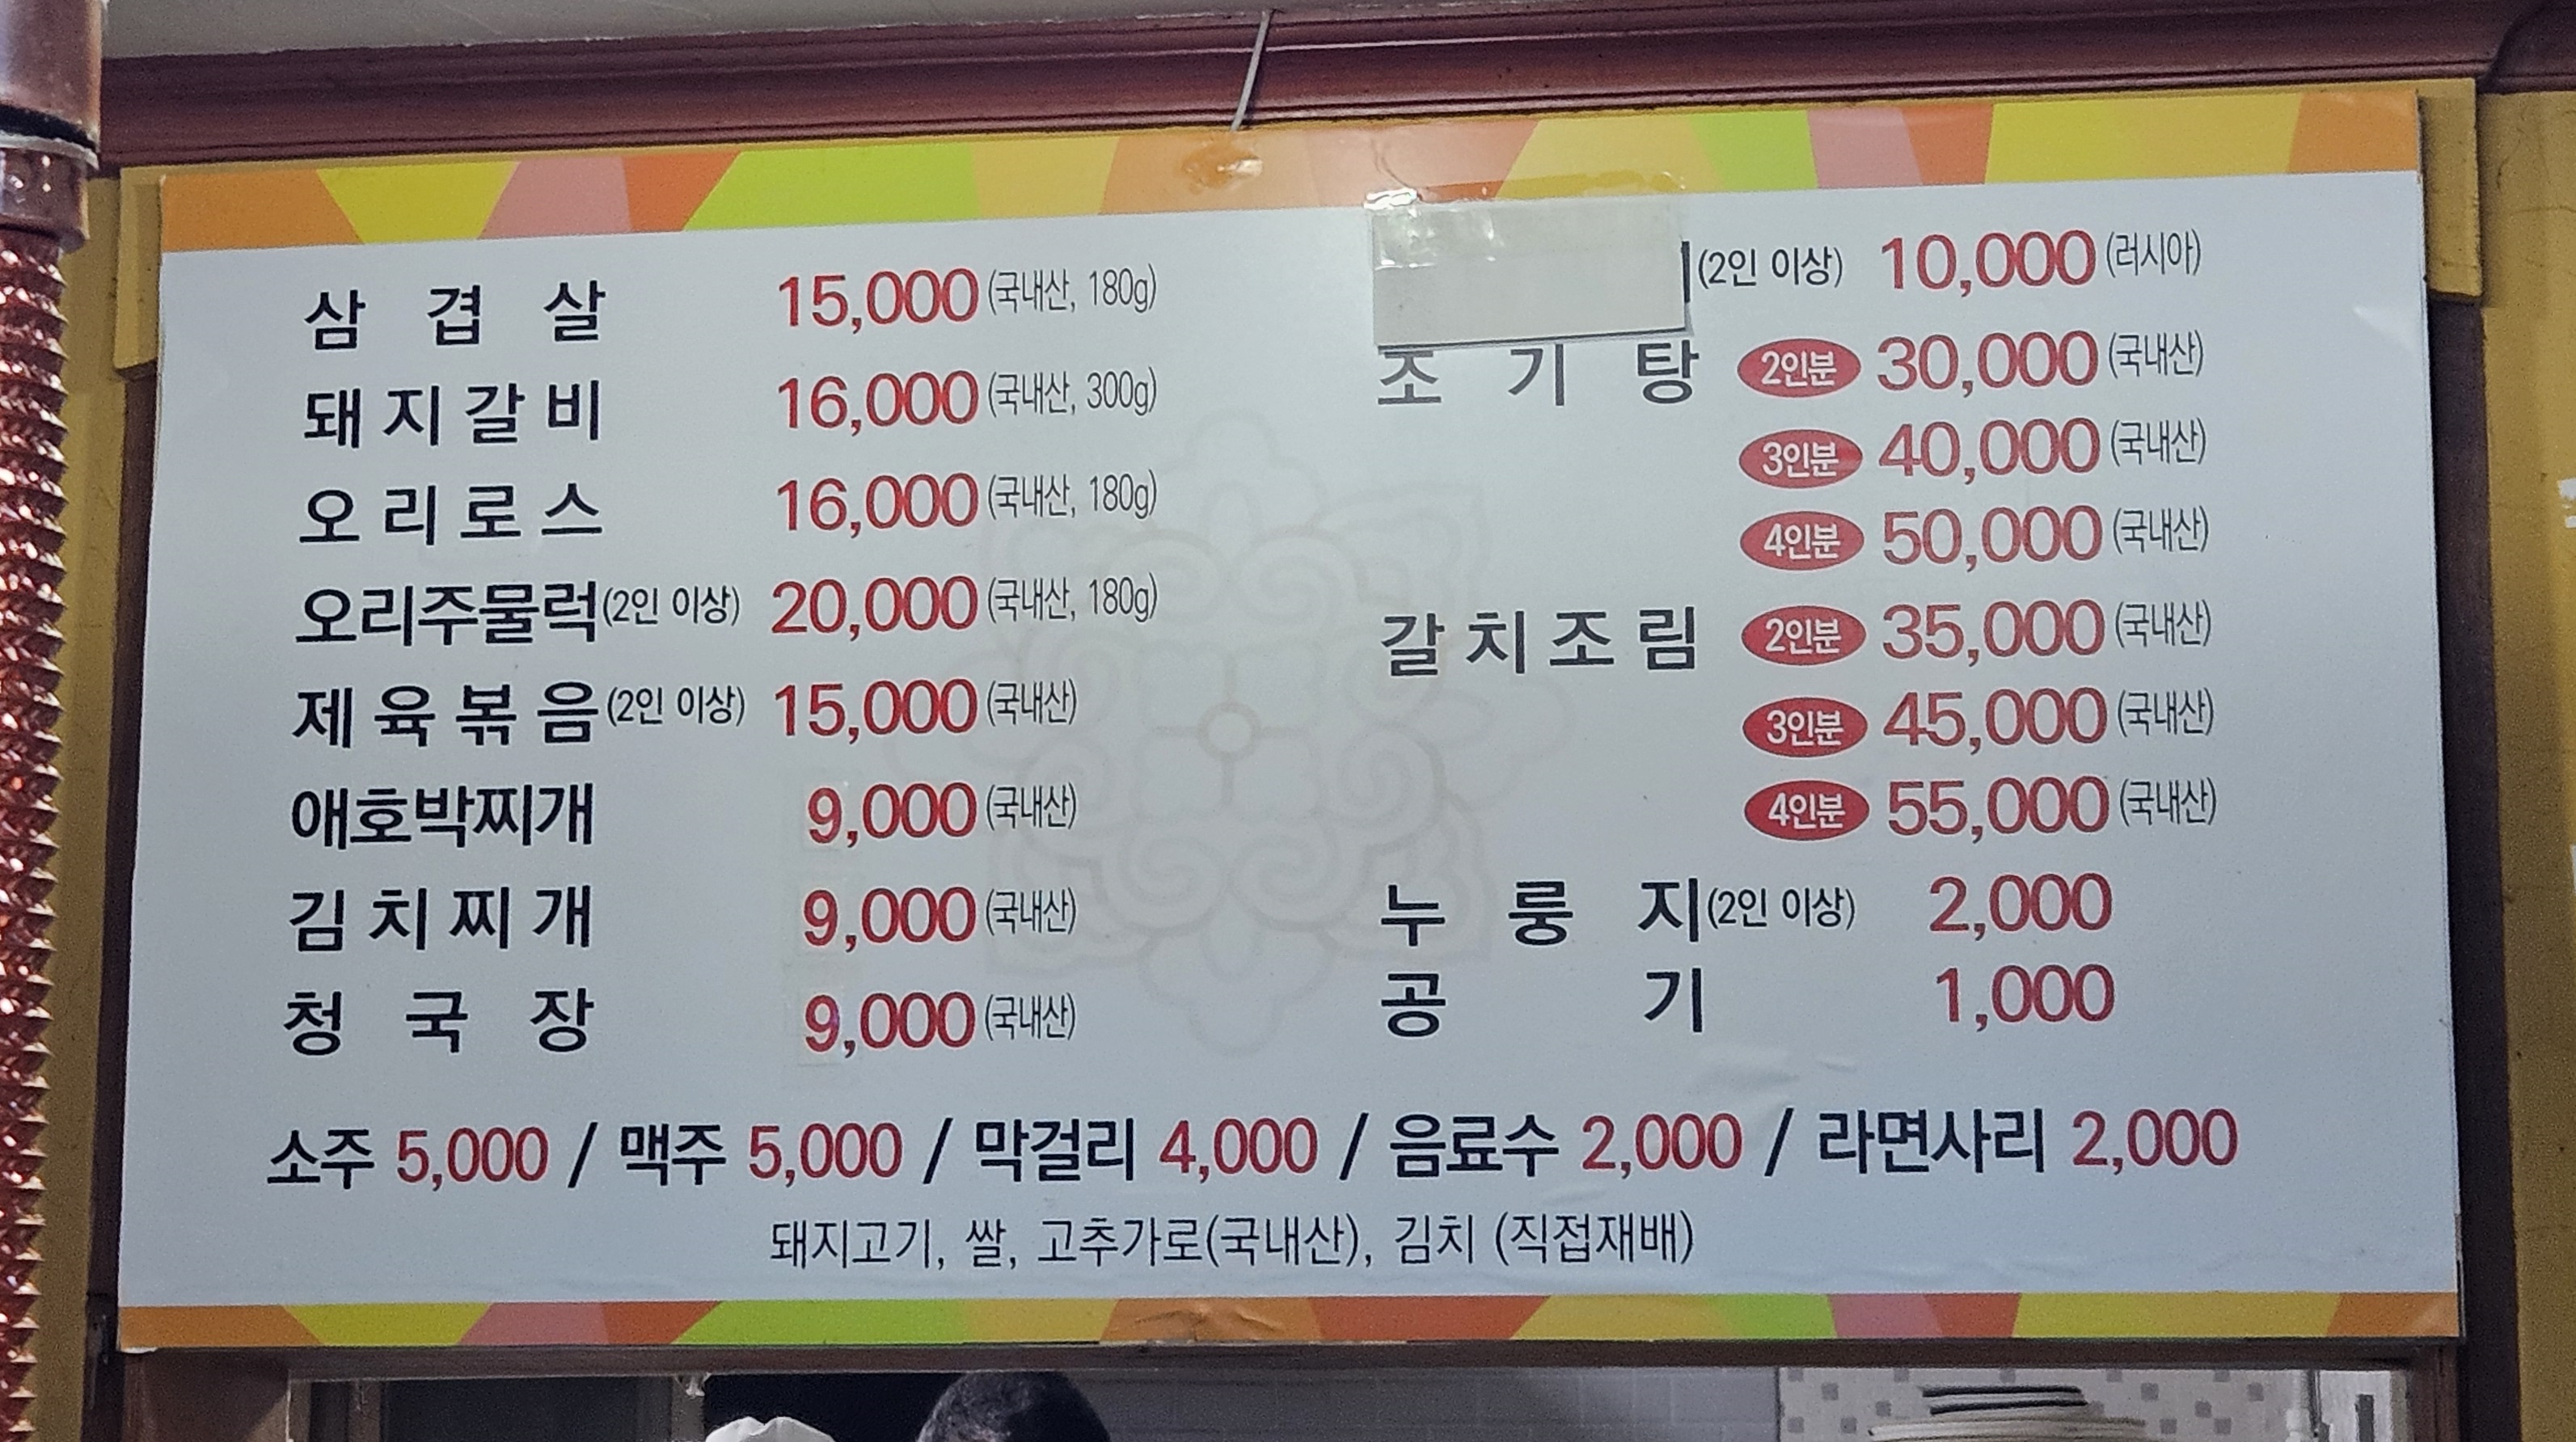 삼겹살 15,000 (국내산, 180g)
돼지갈비 16,000 (국내산, 300g)
오리로스 16,000 (국내산, 180g)
오리주물럭(2인 이상) 20,000 (국내산, 180g)
제육볶음(2인 이상) 15,000 (국내산)
애호박찌개 9,000 (국내산)
김치찌개 9,000 (국내산)
청국장 9,000 (국내산)
(2인 이상) 10,000 (러시아)
조기탕 2인분 30,000 (국내산)
3인분 40,000 (국내산)
4인분 50,000 (국내산)
갈치조림 2인분 35,000 (국내산)
3인분 45,000 (국내산)
4인분 55,000 (국내산)
누룽지(2인 이상) 2,000
공기 1,000
소주 5,000 / 맥주 5,000 / 막걸리 4,000 / 음료수 2,000 / 라면사리 2,000
돼지고기, 쌀, 고추가로(국내산), 김치 (직접재배)